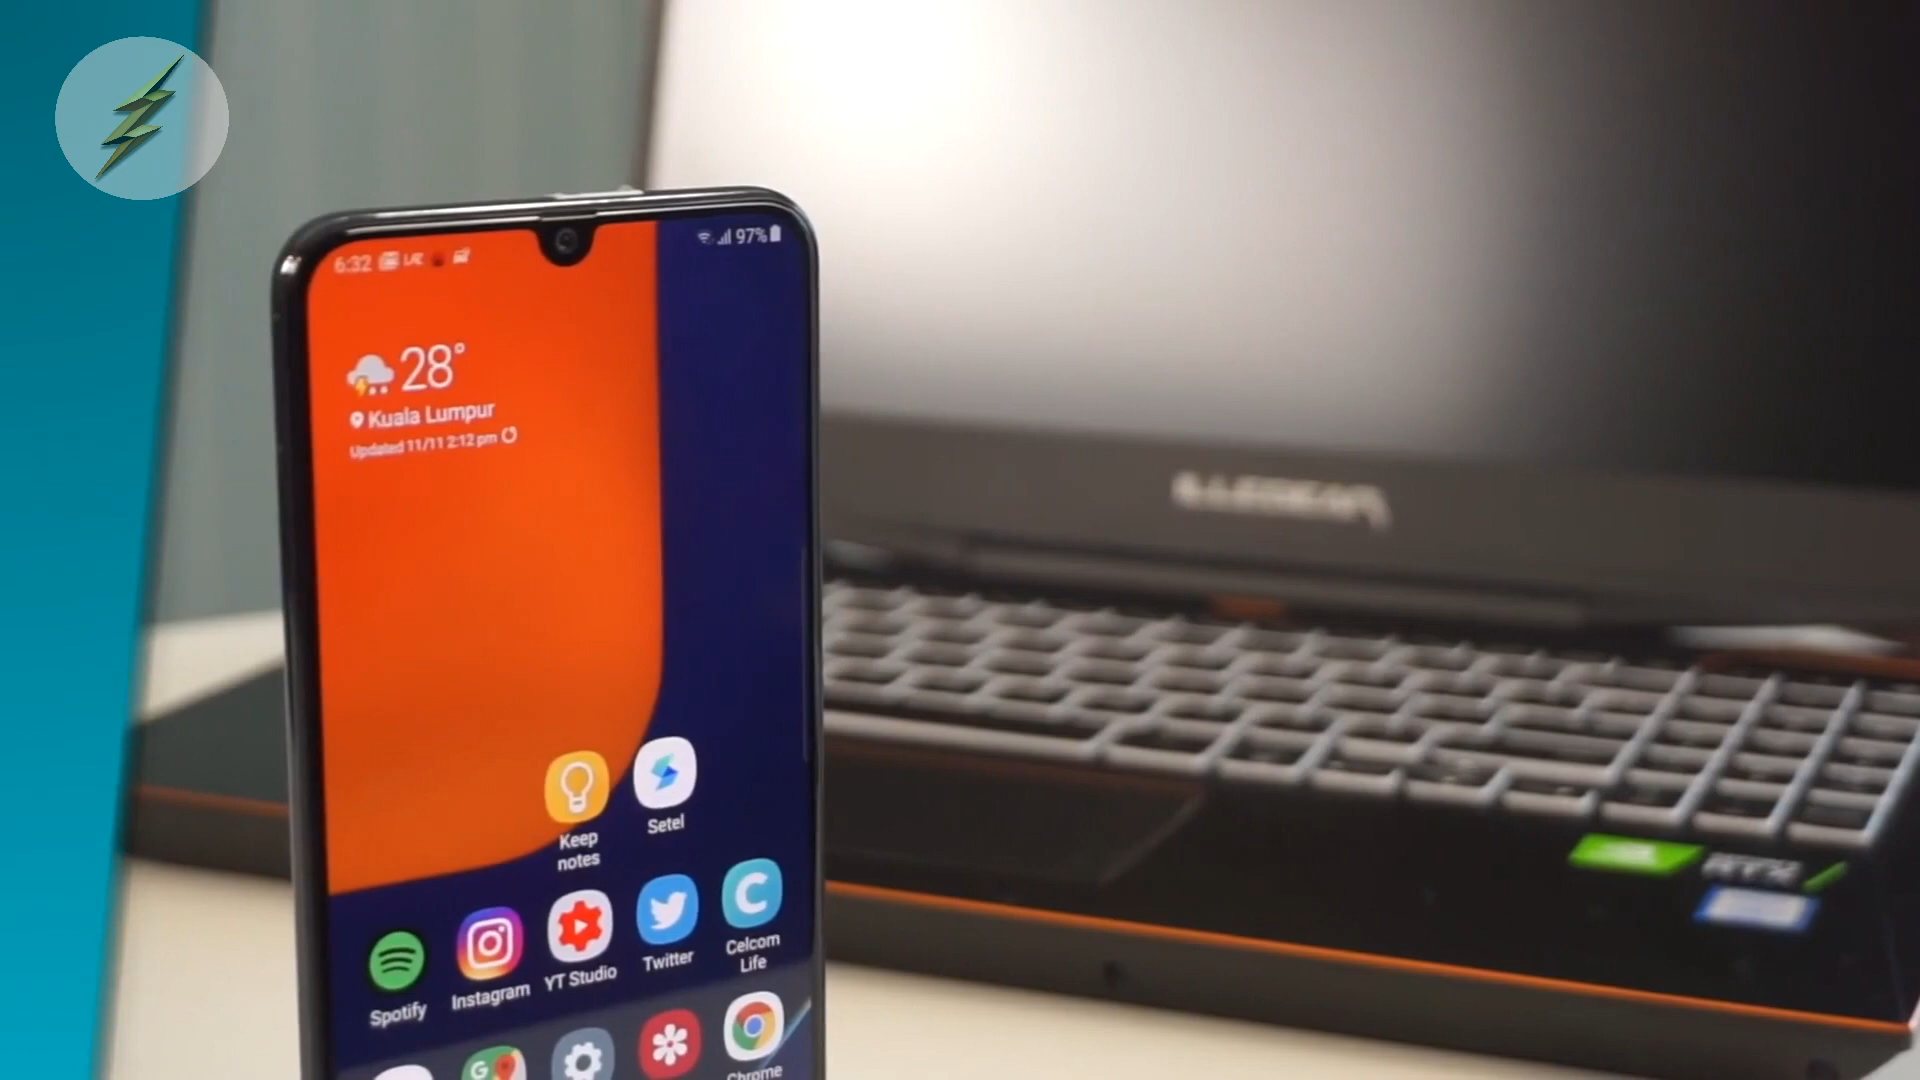 6:32
97%
28°
Kuala Lumpur
Updated 11/11 2:12 pm
Keep
notes
Setel
Spotify
Instagram
YT Studio
Twitter
Celcom
Life
Chrome
RTX